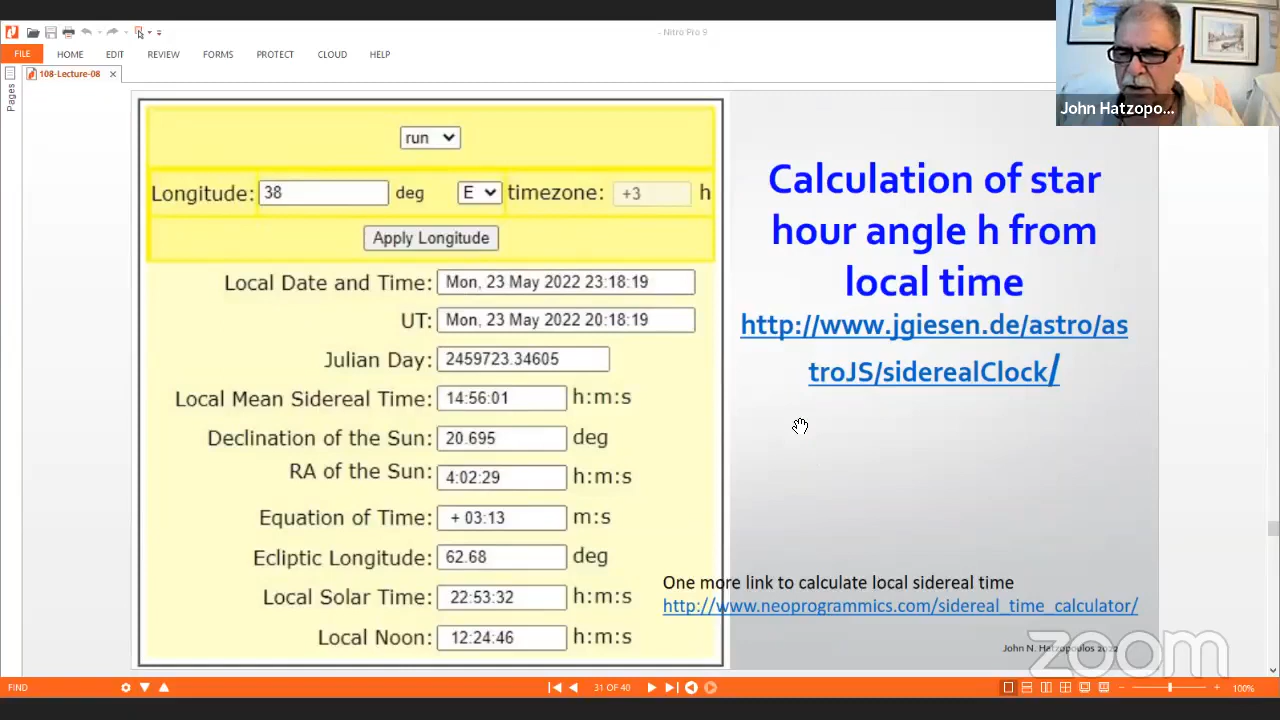 - Nitro Pro 9
FILE HOME EDIT REVIEW FORMS PROTECT CLOUD HELP
108-Lecture-08
Pages
John Hatzopo...
run
Longitude: 38 deg E timezone: +3 h
Apply Longitude
Local Date and Time: Mon, 23 May 2022 23:18:19
UT: Mon, 23 May 2022 20:18:19
Julian Day: 2459723.34605
Local Mean Sidereal Time: 14:56:01 h:m:s
Declination of the Sun: 20.695 deg
RA of the Sun: 4:02:29 h:m:s
Equation of Time: + 03:13 m:s
Ecliptic Longitude: 62.68 deg
Local Solar Time: 22:53:32 h:m:s
Local Noon: 12:24:46 h:m:s
Calculation of star
hour angle h from
local time
http://www.jgiesen.de/astro/as
troJS/siderealClock/
One more link to calculate local sidereal time
http://www.neoprogrammics.com/sidereal_time_calculator/
John N. Hatzopoulos 2022
zoom
FIND 31 OF 40 100%